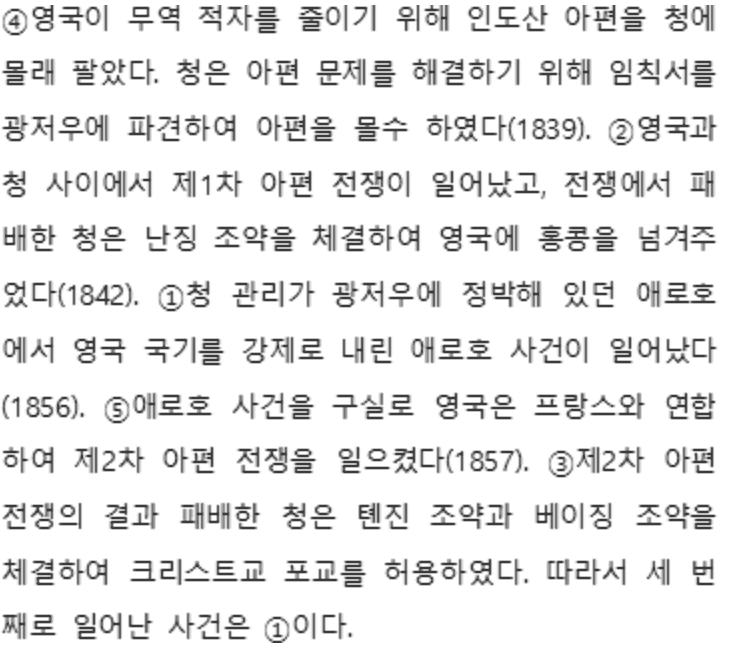 ④영국이 무역 적자를 줄이기 위해 인도산 아편을 청에
몰래 팔았다. 청은 아편 문제를 해결하기 위해 임칙서를
광저우에 파견하여 아편을 몰수 하였다(1839). ②영국과
청 사이에서 제1차 아편 전쟁이 일어났고, 전쟁에서 패
배한 청은 난징 조약을 체결하여 영국에 홍콩을 넘겨주
었다(1842). ①청 관리가 광저우에 정박해 있던 애로호
에서 영국 국기를 강제로 내린 애로호 사건이 일어났다
(1856). ⑤애로호 사건을 구실로 영국은 프랑스와 연합
하여 제2차 아편 전쟁을 일으켰다(1857). ③제2차 아편
전쟁의 결과 패배한 청은 톈진 조약과 베이징 조약을
체결하여 크리스트교 포교를 허용하였다. 따라서 세 번
째로 일어난 사건은 ①이다.